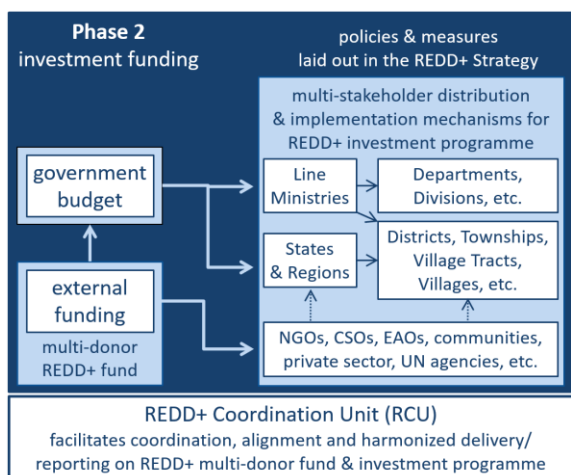 Phase 2
investment funding
policies & measures
laid out in the REDD+ Strategy
multi-stakeholder distribution
& implementation mechanisms for
REDD+ investment programme
government
budget
Line
Ministries
Departments,
Divisions, etc.
States
& Regions
Districts, Townships,
Village Tracts,
Villages, etc.
external
funding
multi-donor
REDD+ fund
NGOs, CSOs, EAOs, communities,
private sector, UN agencies, etc.
REDD+ Coordination Unit (RCU)
facilitates coordination, alignment and harmonized delivery/
reporting on REDD+ multi-donor fund & investment programme